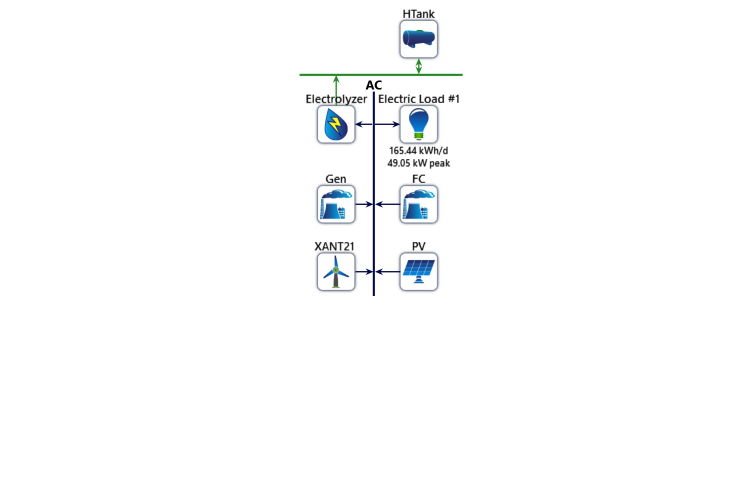 HTank
AC
Electrolyzer
Electric Load #1
165.44 kWh/d
49.05 kW peak
Gen
FC
XANT21
PV